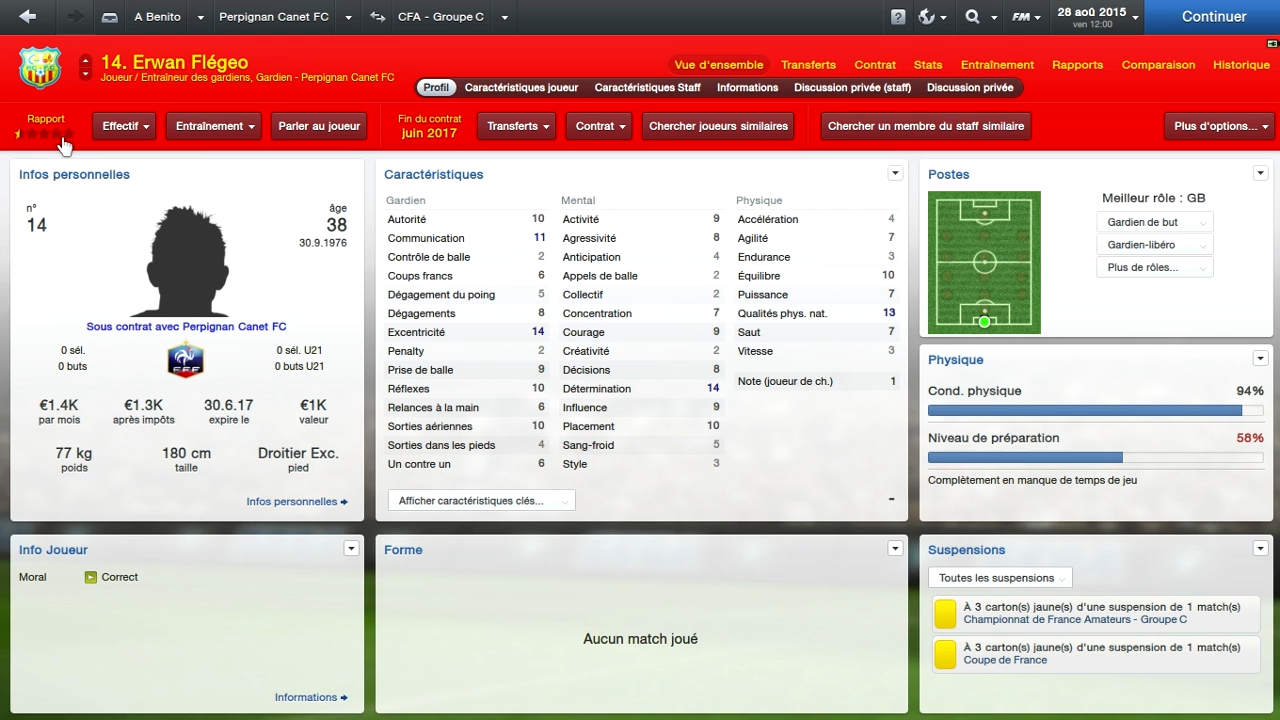 A Benito
Perpignan Canet FC
CFA - Groupe C
?
FM
28 aoû 2015
ven 12:00
Continuer
14. Erwan Flégeo
Joueur / Entraîneur des gardiens, Gardien - Perpignan Canet FC
Vue d'ensemble
Transferts
Contrat
Stats
Entraînement
Rapports
Comparaison
Historique
Profil
Caractéristiques joueur
Caractéristiques Staff
Informations
Discussion privée (staff)
Discussion privée
Rapport
Effectif
Entraînement
Parler au joueur
Fin du contrat
juin 2017
Transferts
Contrat
Chercher joueurs similaires
Chercher un membre du staff similaire
Plus d'options...
Infos personnelles
n°
14
âge
38
30.9.1976
Sous contrat avec Perpignan Canet FC
0 sél.
0 buts
FFF
0 sél. U21
0 buts U21
€1.4K
par mois
€1.3K
après impôts
30.6.17
expire le
€1K
valeur
77 kg
poids
180 cm
taille
Droitier Exc.
pied
Infos personnelles
Caractéristiques
Gardien
Autorité 10
Communication 11
Contrôle de balle 2
Coups francs 6
Dégagement du poing 5
Dégagements 8
Excentricité 14
Penalty 2
Prise de balle 9
Réflexes 10
Relances à la main 6
Sorties aériennes 10
Sorties dans les pieds 4
Un contre un 6
Mental
Activité 9
Agressivité 8
Anticipation 4
Appels de balle 2
Collectif 2
Concentration 7
Courage 9
Créativité 2
Décisions 8
Détermination 14
Influence 9
Placement 10
Sang-froid 5
Style 3
Physique
Accélération 4
Agilité 7
Endurance 3
Équilibre 10
Puissance 7
Qualités phys. nat. 13
Saut 7
Vitesse 3
Note (joueur de ch.) 1
Afficher caractéristiques clés...
-
Postes
Meilleur rôle : GB
Gardien de but
Gardien-libéro
Plus de rôles...
Physique
Cond. physique 94%
Niveau de préparation 58%
Complètement en manque de temps de jeu
Info Joueur
Moral Correct
Informations
Forme
Aucun match joué
Suspensions
Toutes les suspensions
À 3 carton(s) jaune(s) d'une suspension de 1 match(s)
Championnat de France Amateurs - Groupe C
À 3 carton(s) jaune(s) d'une suspension de 1 match(s)
Coupe de France